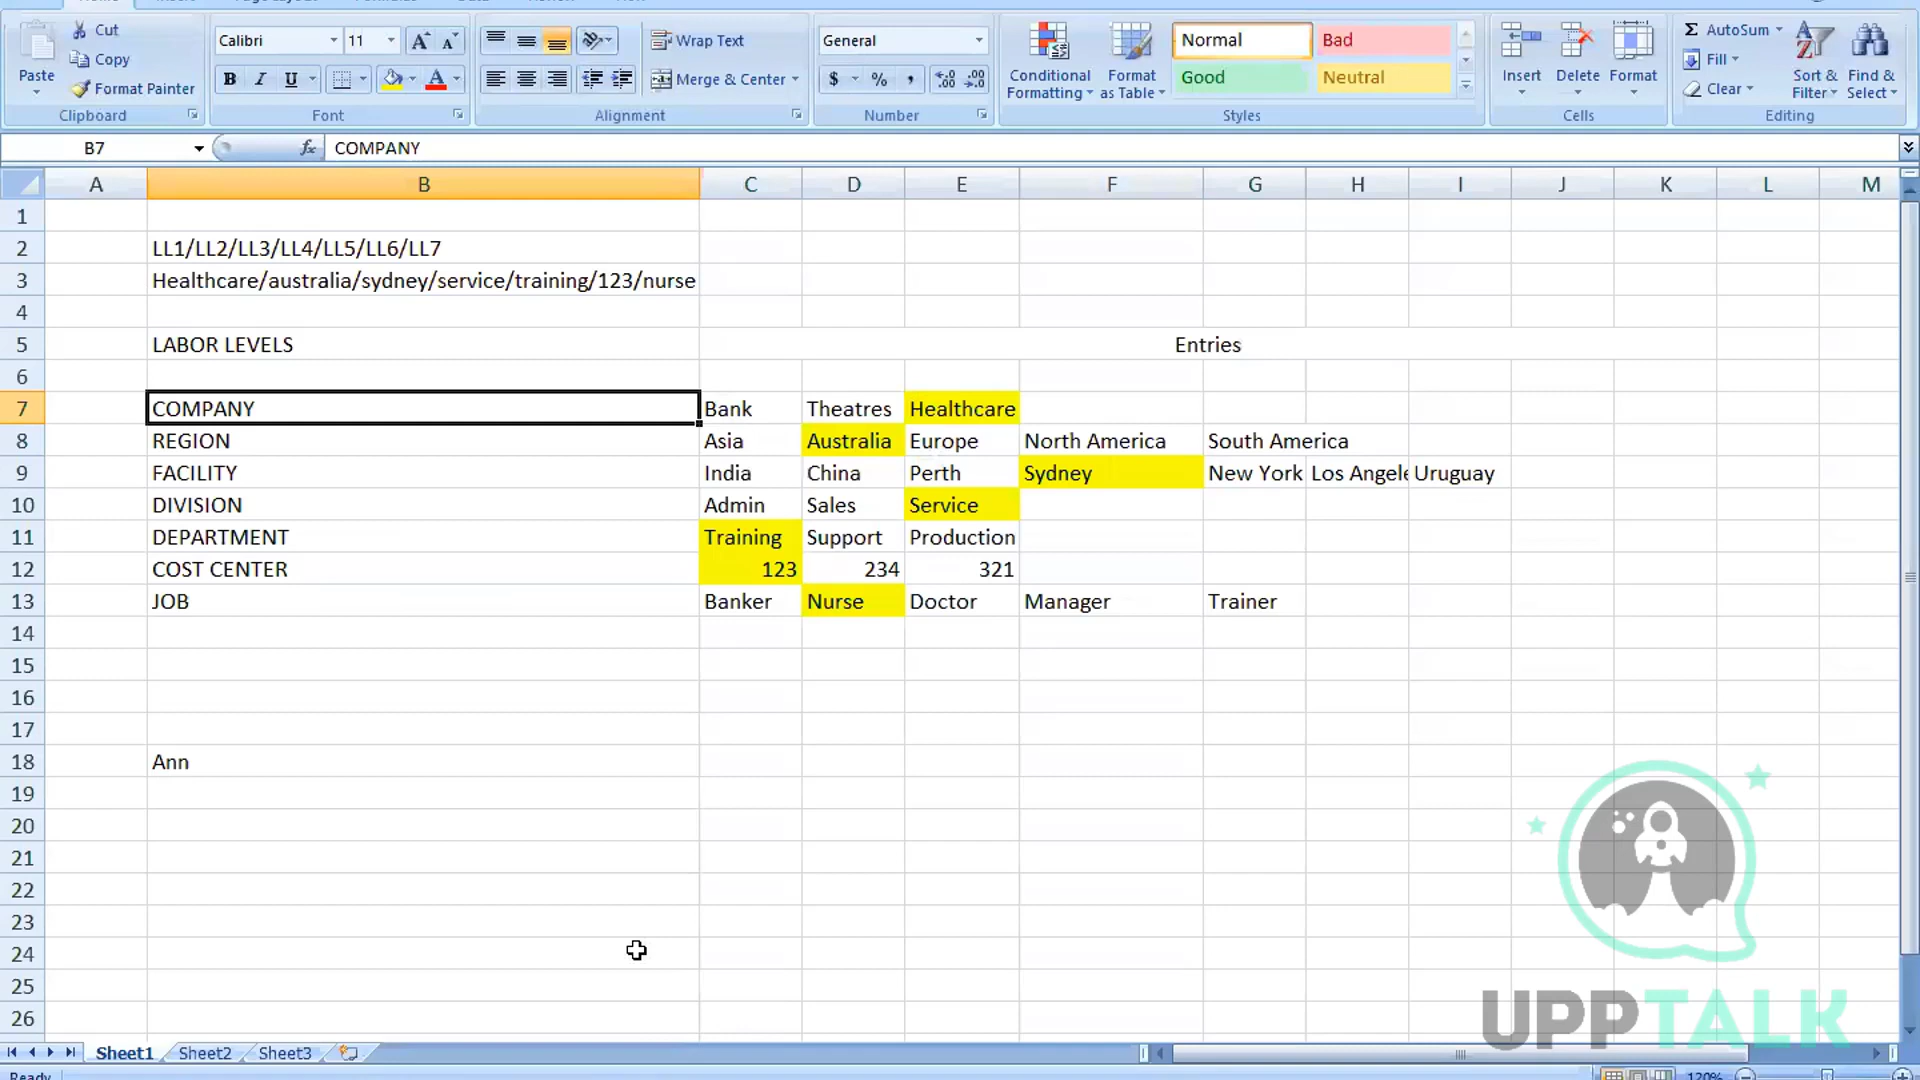 Cut
Copy
Format Painter
Paste
Clipboard
Calibri 11
B I U
Font
Wrap Text
Merge & Center
Alignment
General
$ % ,
Number
Conditional Formatting
Format as Table
Normal Bad
Good Neutral
Styles
Insert Delete Format
Cells
Σ AutoSum
Fill
Clear
Sort & Filter
Find & Select
Editing
B7 fx COMPANY
A B C D E F G H I J K L M
1
2 LL1/LL2/LL3/LL4/LL5/LL6/LL7
3 Healthcare/australia/sydney/service/training/123/nurse
4
5 LABOR LEVELS Entries
6
7 COMPANY Bank Theatres Healthcare
8 REGION Asia Australia Europe North America South America
9 FACILITY India China Perth Sydney New York Los Angele Uruguay
10 DIVISION Admin Sales Service
11 DEPARTMENT Training Support Production
12 COST CENTER 123 234 321
13 JOB Banker Nurse Doctor Manager Trainer
14
15
16
17
18 Ann
19
20
21
22
23
24
25
26
UPPTALK
Sheet1 Sheet2 Sheet3
Ready 120%